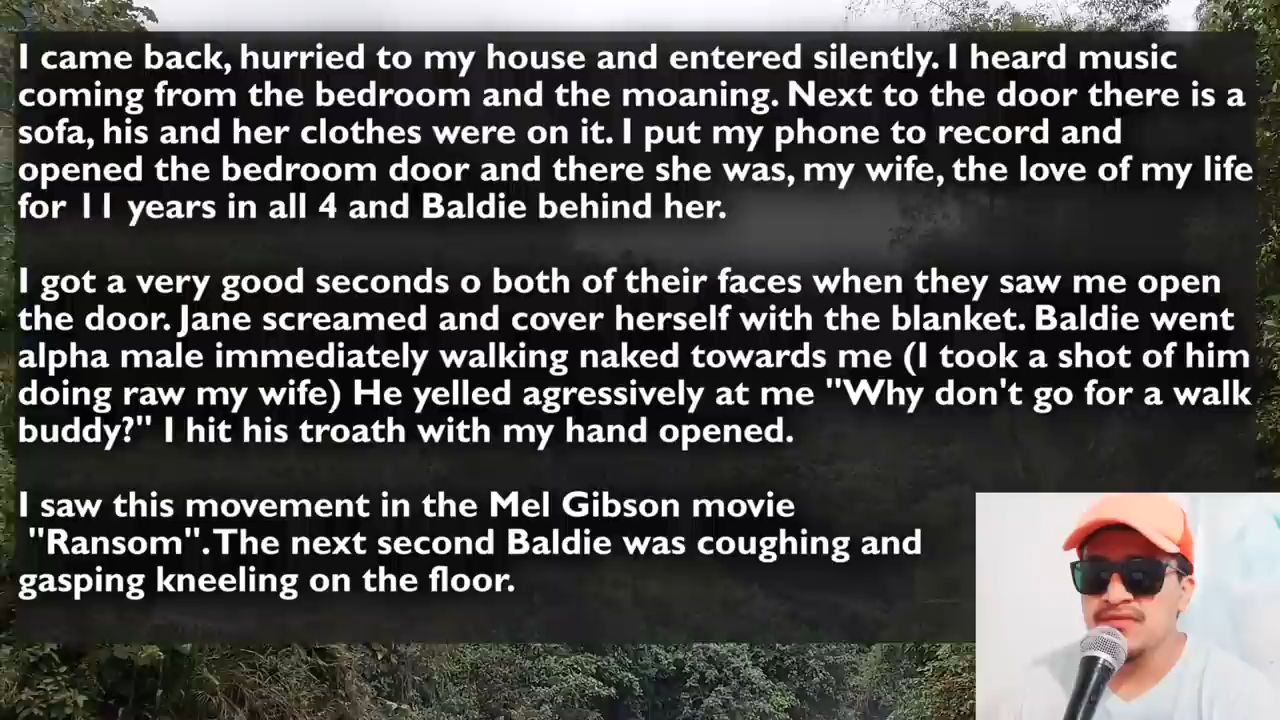 I came back, hurried to my house and entered silently. I heard music
coming from the bedroom and the moaning. Next to the door there is a
sofa, his and her clothes were on it. I put my phone to record and
opened the bedroom door and there she was, my wife, the love of my life
for 11 years in all 4 and Baldie behind her.
I got a very good seconds o both of their faces when they saw me open
the door. Jane screamed and cover herself with the blanket. Baldie went
alpha male immediately walking naked towards me (I took a shot of him
doing raw my wife) He yelled agressively at me "Why don't go for a walk
buddy?" I hit his troath with my hand opened.
I saw this movement in the Mel Gibson movie
"Ransom". The next second Baldie was coughing and
gasping kneeling on the floor.